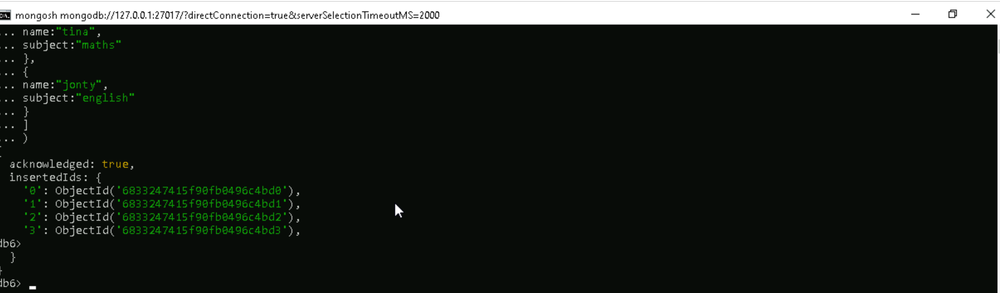 mongosh mongodb://127.0.0.1:27017/?directConnection=true&serverSelectionTimeoutMS=2000
... name:"tina",
... subject:"maths"
... },
... {
... name:"jonty",
... subject:"english"
... }
... ]
... )
{
acknowledged: true,
insertedIds: {
'0': ObjectId('6833247415f90fb0496c4bd0'),
'1': ObjectId('6833247415f90fb0496c4bd1'),
'2': ObjectId('6833247415f90fb0496c4bd2'),
'3': ObjectId('6833247415f90fb0496c4bd3'),
db6>
}
}
db6>